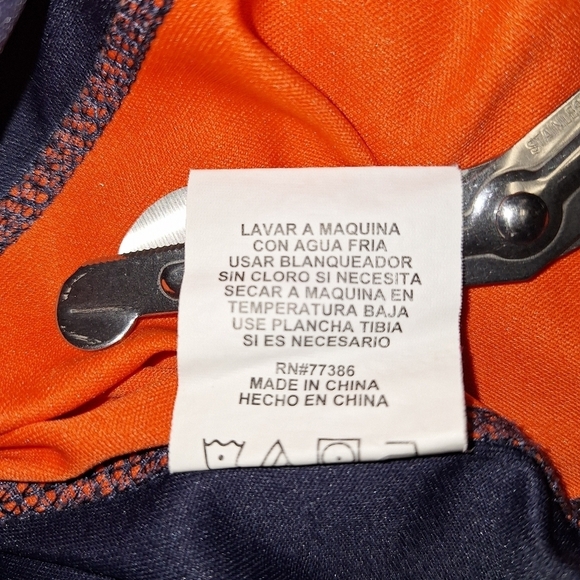 LAVAR A MAQUINA
CON AGUA FRIA
USAR BLANQUEADOR
SIN CLORO SI NECESITA
SECAR A MAQUINA EN
TEMPERATURA BAJA
USE PLANCHA TIBIA
SI ES NECESARIO
RN#77386
MADE IN CHINA
HECHO EN CHINA